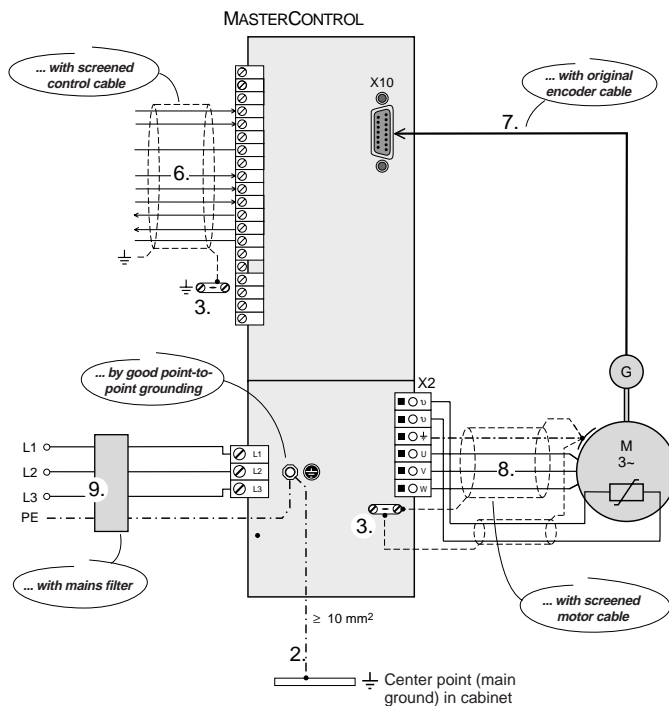 MASTERCONTROL
... with screened
control cable
X10
... with original
encoder cable
7.
6.
3.
... by good point-to-
point grounding
X2
G
ʋ
ʋ
U
V
W
M
3~
8.
3.
L1
L2
L3
PE
9.
L1
L2
L3
... with mains filter
... with screened
motor cable
≥ 10 mm²
2.
Center point (main
ground) in cabinet